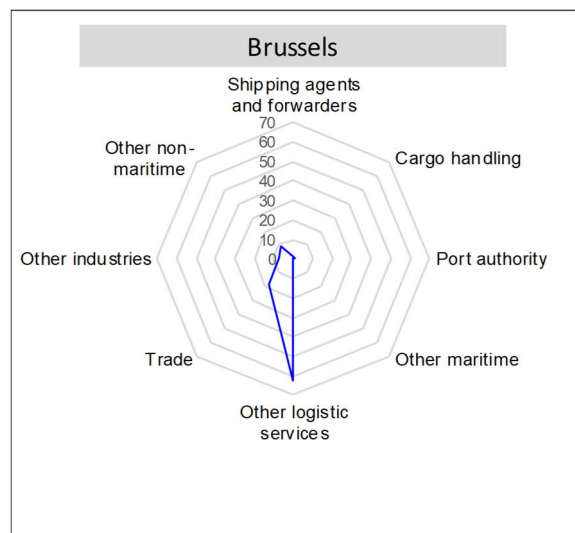 Brussels
Shipping agents
and forwarders
70
60
50
40
30
20
10
0
Cargo handling
Port authority
Other maritime
Other logistic
services
Trade
Other industries
Other non-
maritime